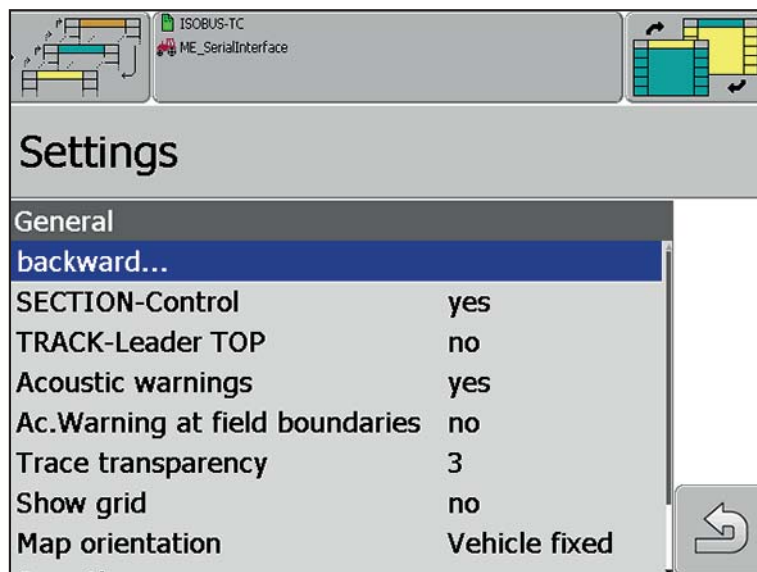 ISOBUS-TC
ME_SerialInterface
Settings
General
backward...
SECTION-Control yes
TRACK-Leader TOP no
Acoustic warnings yes
Ac.Warning at field boundaries no
Trace transparency 3
Show grid no
Map orientation Vehicle fixed